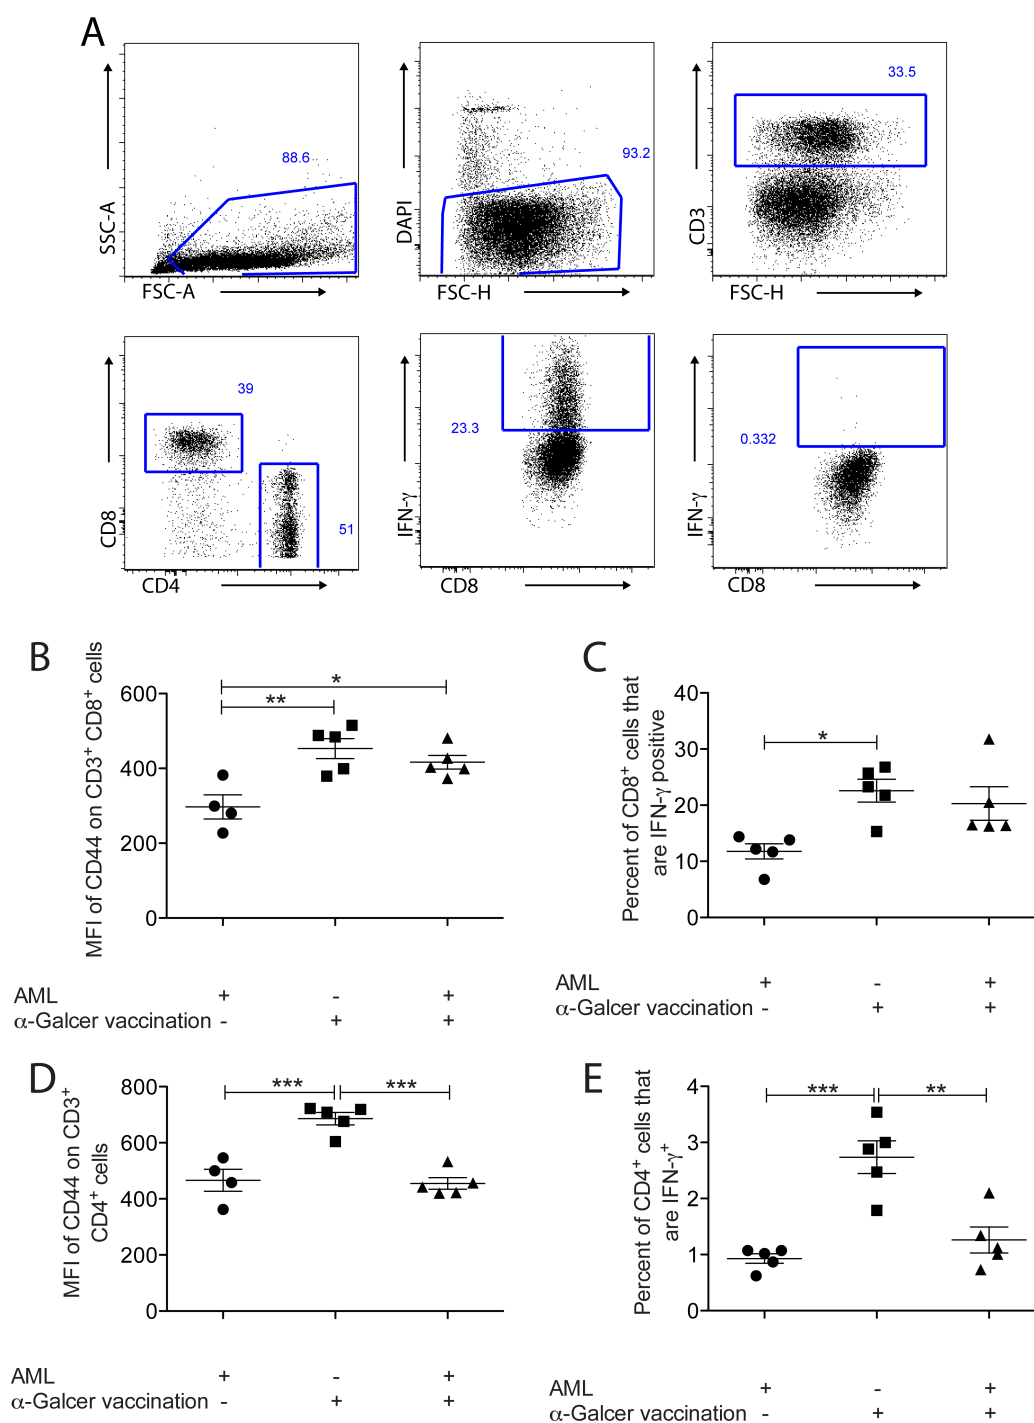 A
SSC-A
88.6
FSC-A
DAPI
93.2
FSC-H
CD3
33.5
FSC-H
CD8
39
51
CD4
IFN-γ
23.3
CD8
IFN-γ
0.332
CD8
B
MFI of CD44 on CD3+ CD8+ cells
600
400
200
0
*
**
AML + - +
α-Galcer vaccination - + +
C
Percent of CD8+ cells that
are IFN-γ positive
40
30
20
10
0
*
AML + - +
α-Galcer vaccination - + +
D
MFI of CD44 on CD3+
CD4+ cells
800
600
400
200
0
*** ***
AML + - +
α-Galcer vaccination - + +
E
Percent of CD4+ cells that
are IFN-γ+
4
3
2
1
0
*** **
AML + - +
α-Galcer vaccination - + +